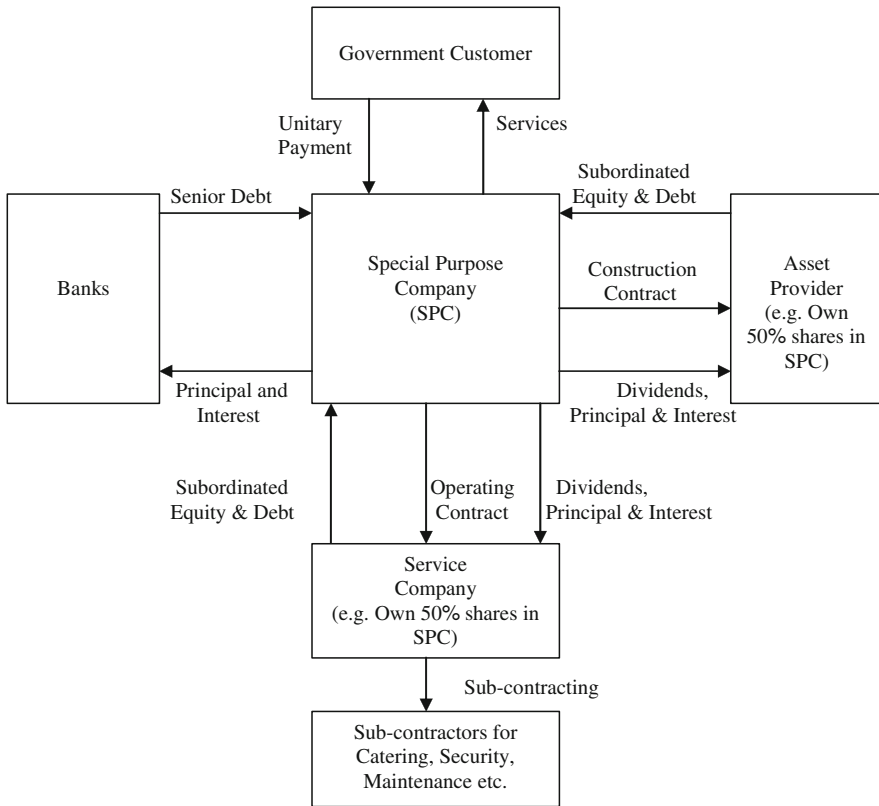 Government Customer
Unitary
Payment
Services
Senior Debt
Subordinated
Equity & Debt
Banks
Special Purpose
Company
(SPC)
Construction
Contract
Asset
Provider
(e.g. Own
50% shares in
SPC)
Principal and
Interest
Dividends,
Principal & Interest
Subordinated
Equity & Debt
Operating
Contract
Dividends,
Principal & Interest
Service
Company
(e.g. Own 50% shares in
SPC)
Sub-contracting
Sub-contractors for
Catering, Security,
Maintenance etc.